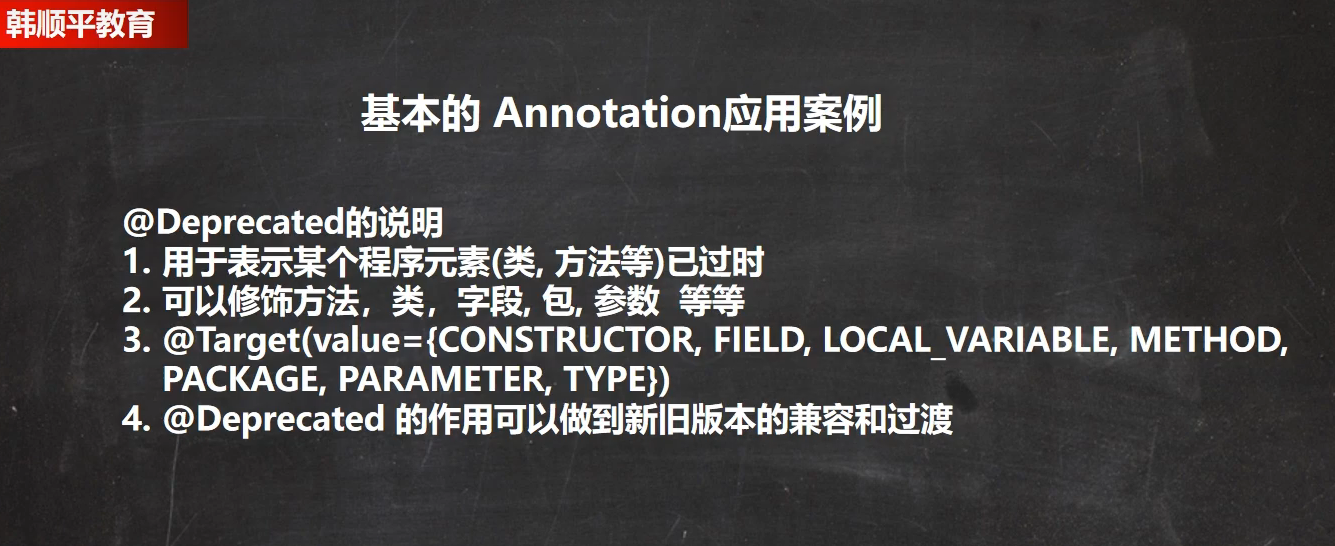 韩顺平教育
基本的 Annotation应用案例
@Deprecated的说明
1. 用于表示某个程序元素(类, 方法等)已过时
2. 可以修饰方法，类，字段, 包, 参数 等等
3. @Target(value={CONSTRUCTOR, FIELD, LOCAL_VARIABLE, METHOD,
PACKAGE, PARAMETER, TYPE})
4. @Deprecated 的作用可以做到新旧版本的兼容和过渡